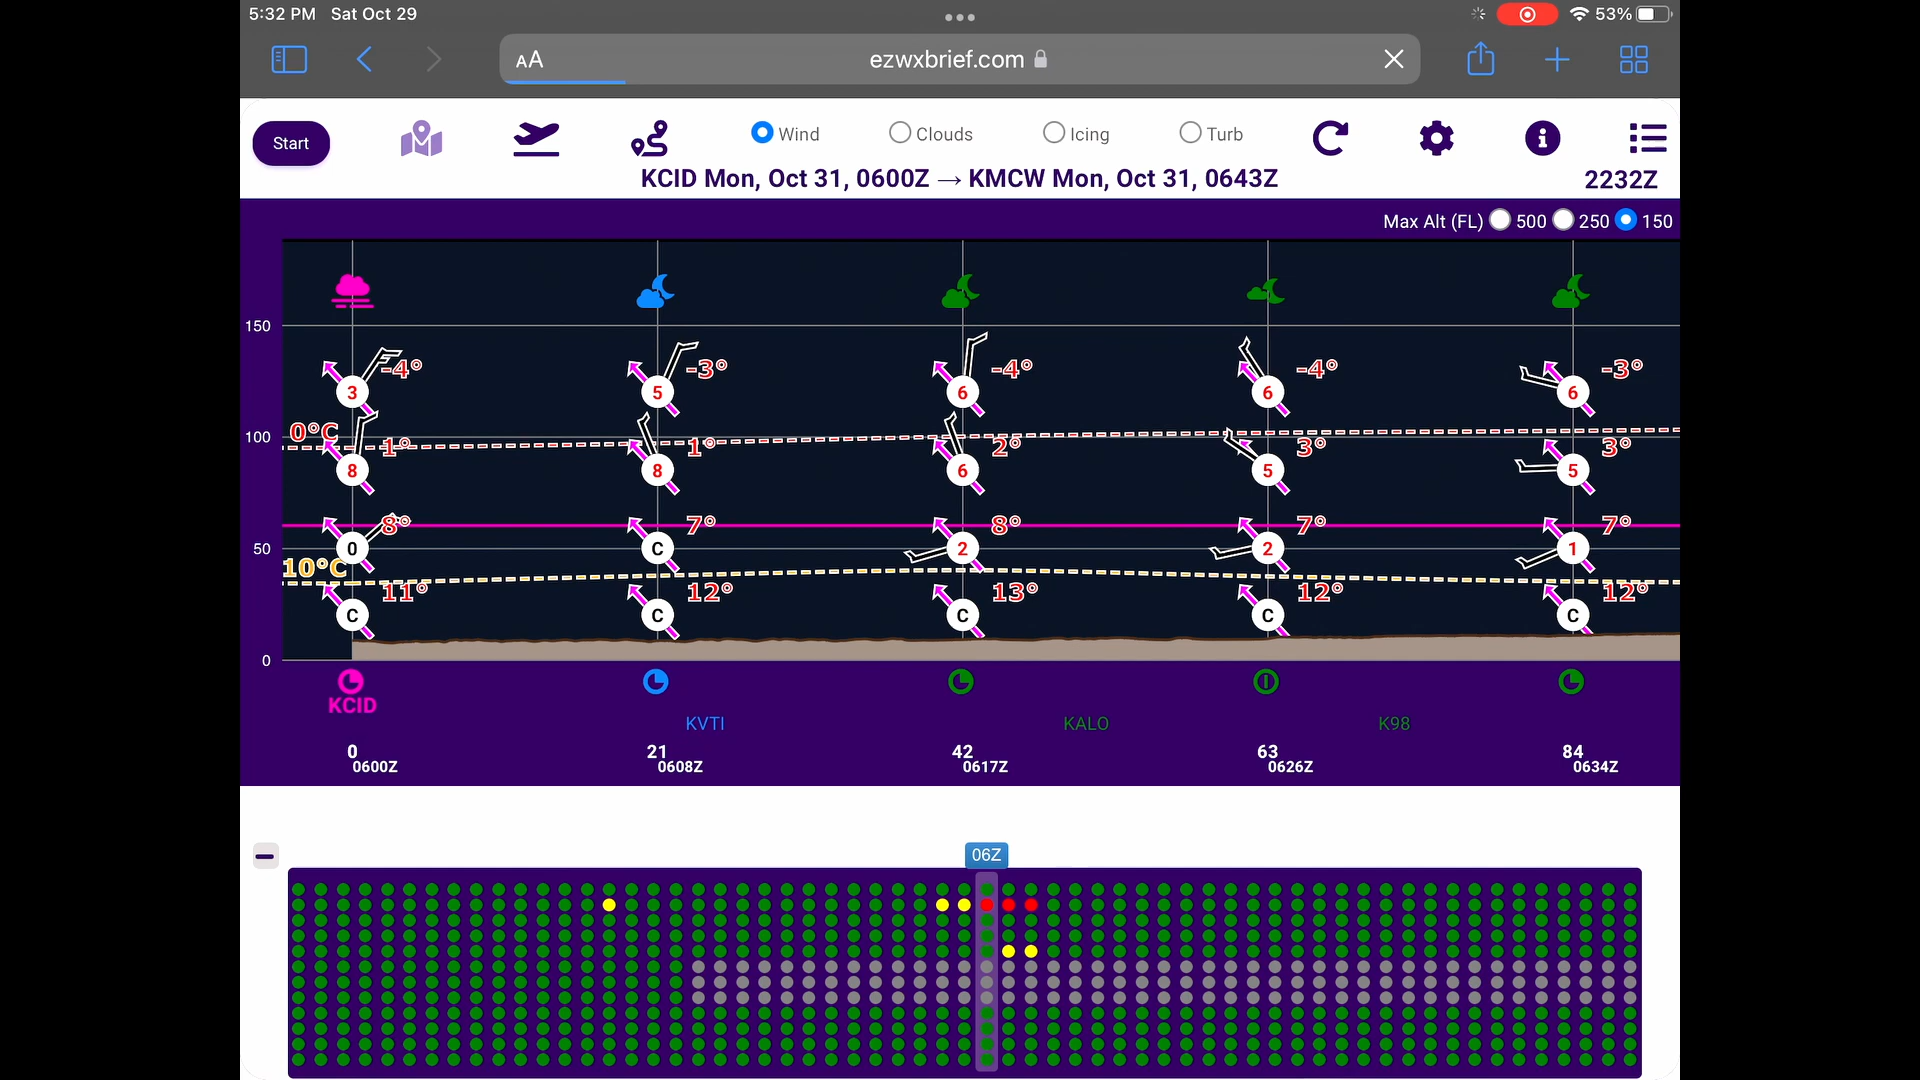 5:32 PM Sat Oct 29
53%
AA
ezwxbrief.com
Start
Wind
Clouds
Icing
Turb
KCID Mon, Oct 31, 0600Z → KMCW Mon, Oct 31, 0643Z
2232Z
Max Alt (FL) 500 250 150
150
3 -4° 5 -3° 6 -4° 6 -4° 6 -3°
100
0°C
8 1° 8 1° 6 2° 5 3° 5 3°
8° 7° 8° 7° 7°
50
0 C 2 2 1
10°C
11° 12° 13° 12° 12°
C C C C C
0
KCID
KVTI KALO K98
0 21 42 63 84
0600Z 0608Z 0617Z 0626Z 0634Z
06Z